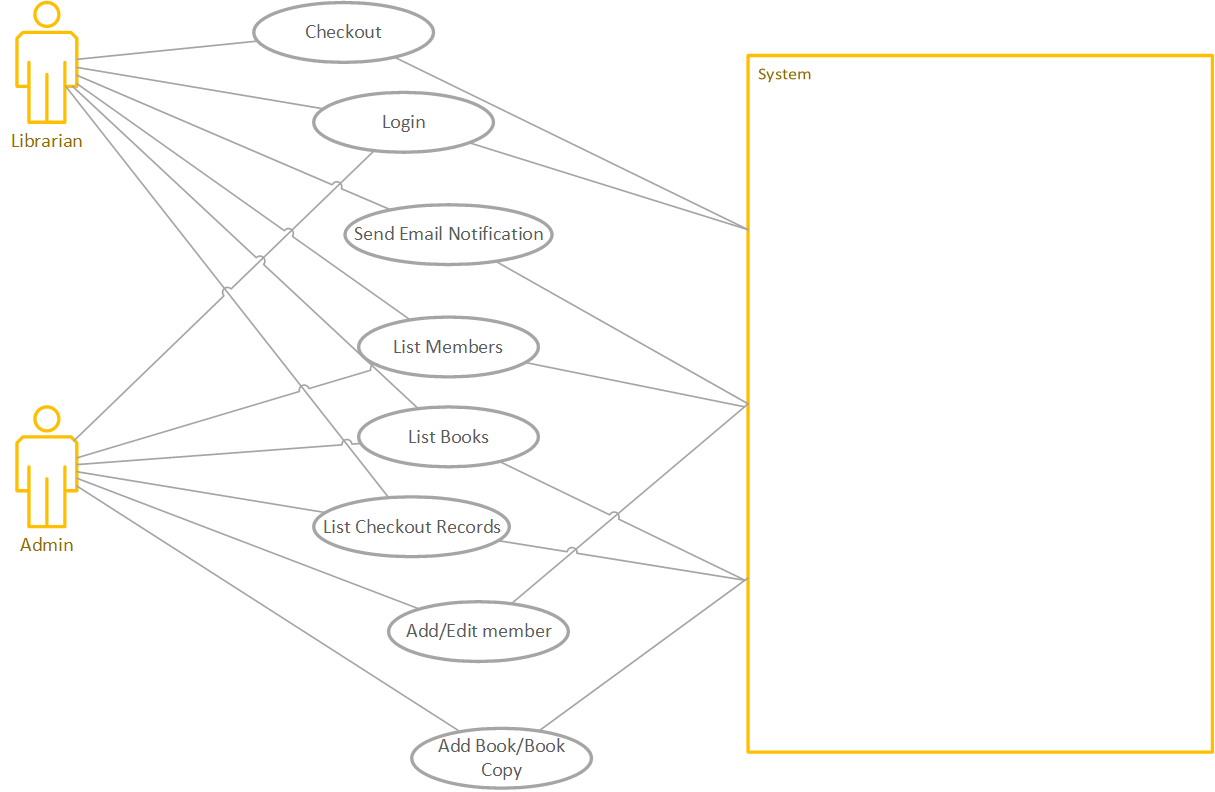 Checkout
System
Login
Librarian
Send Email Notification
List Members
List Books
List Checkout Records
Admin
Add/Edit member
Add Book/Book
Copy